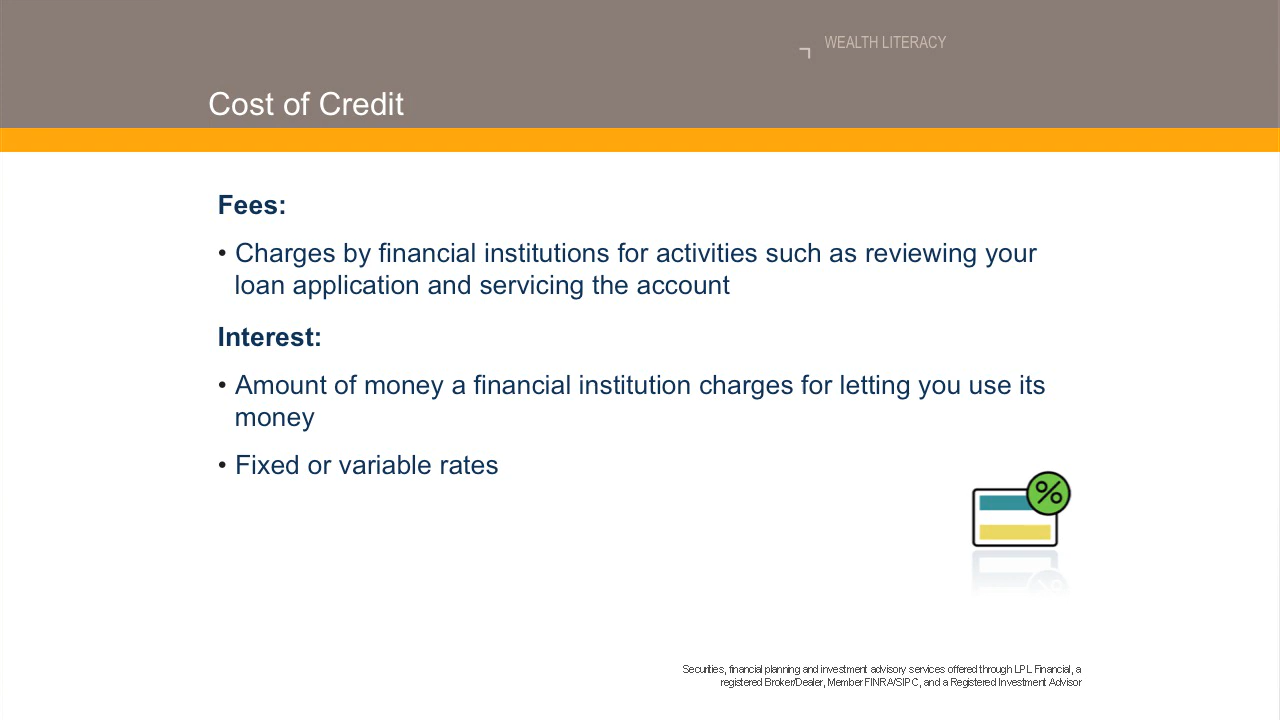 WEALTH LITERACY
Cost of Credit
Fees:
• Charges by financial institutions for activities such as reviewing your
loan application and servicing the account
Interest:
• Amount of money a financial institution charges for letting you use its
money
• Fixed or variable rates
%
Securities, financial planning and investment advisory services offered through LPL Financial, a
registered Broker/Dealer, Member FINRA/SIPC, and a Registered Investment Advisor